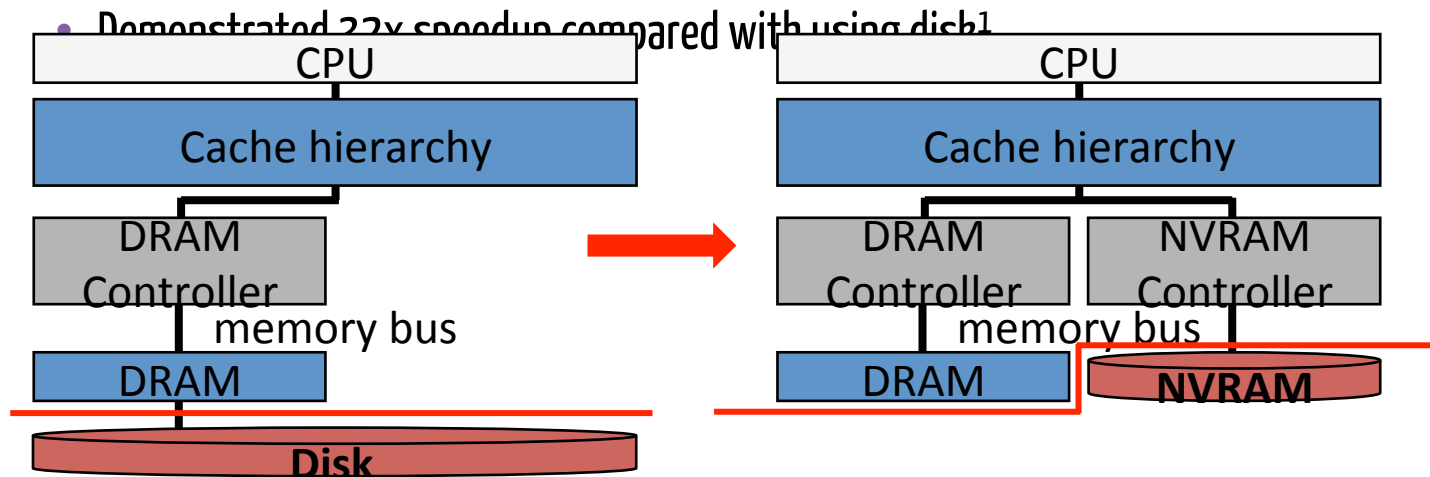 • Demonstrated 32x speedup compared with using disk¹
CPU
Cache hierarchy
DRAM
Controller
memory bus
DRAM
Disk
CPU
Cache hierarchy
DRAM
Controller
NVRAM
Controller
memory bus
DRAM
NVRAM